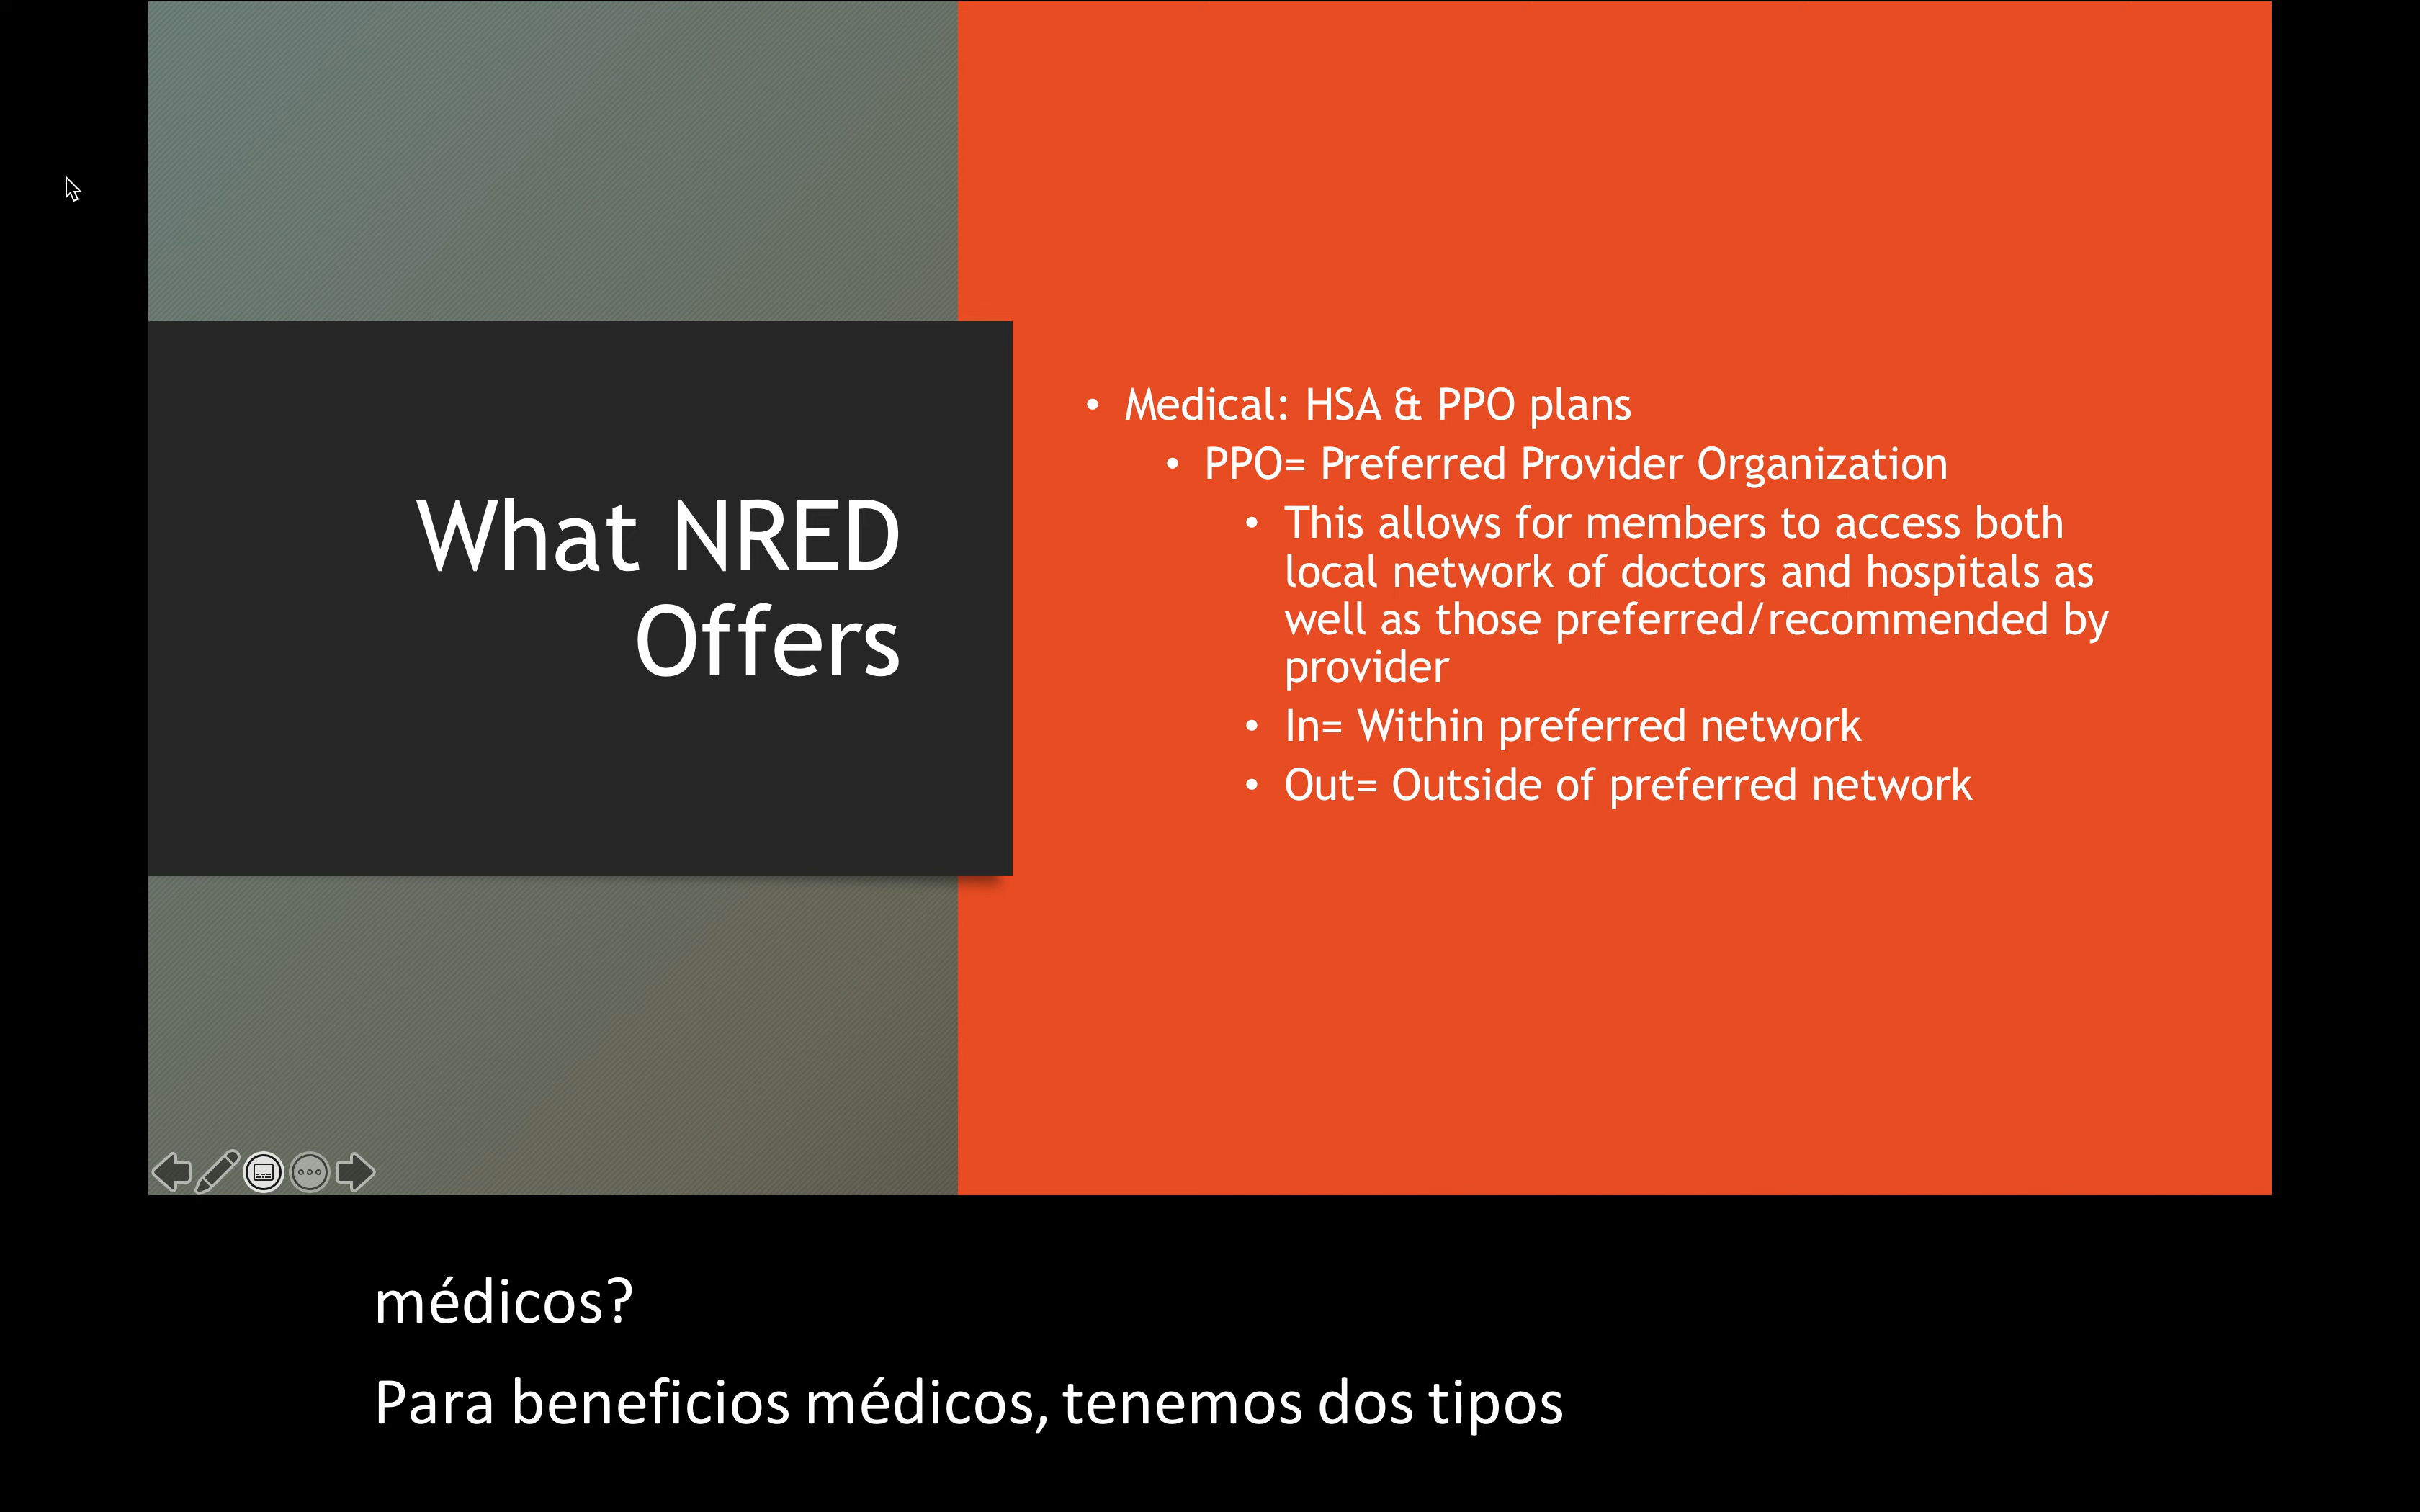 What NRED
Offers
• Medical: HSA & PPO plans
• PPO= Preferred Provider Organization
• This allows for members to access both
local network of doctors and hospitals as
well as those preferred/recommended by
provider
• In= Within preferred network
• Out= Outside of preferred network
médicos?
Para beneficios médicos, tenemos dos tipos